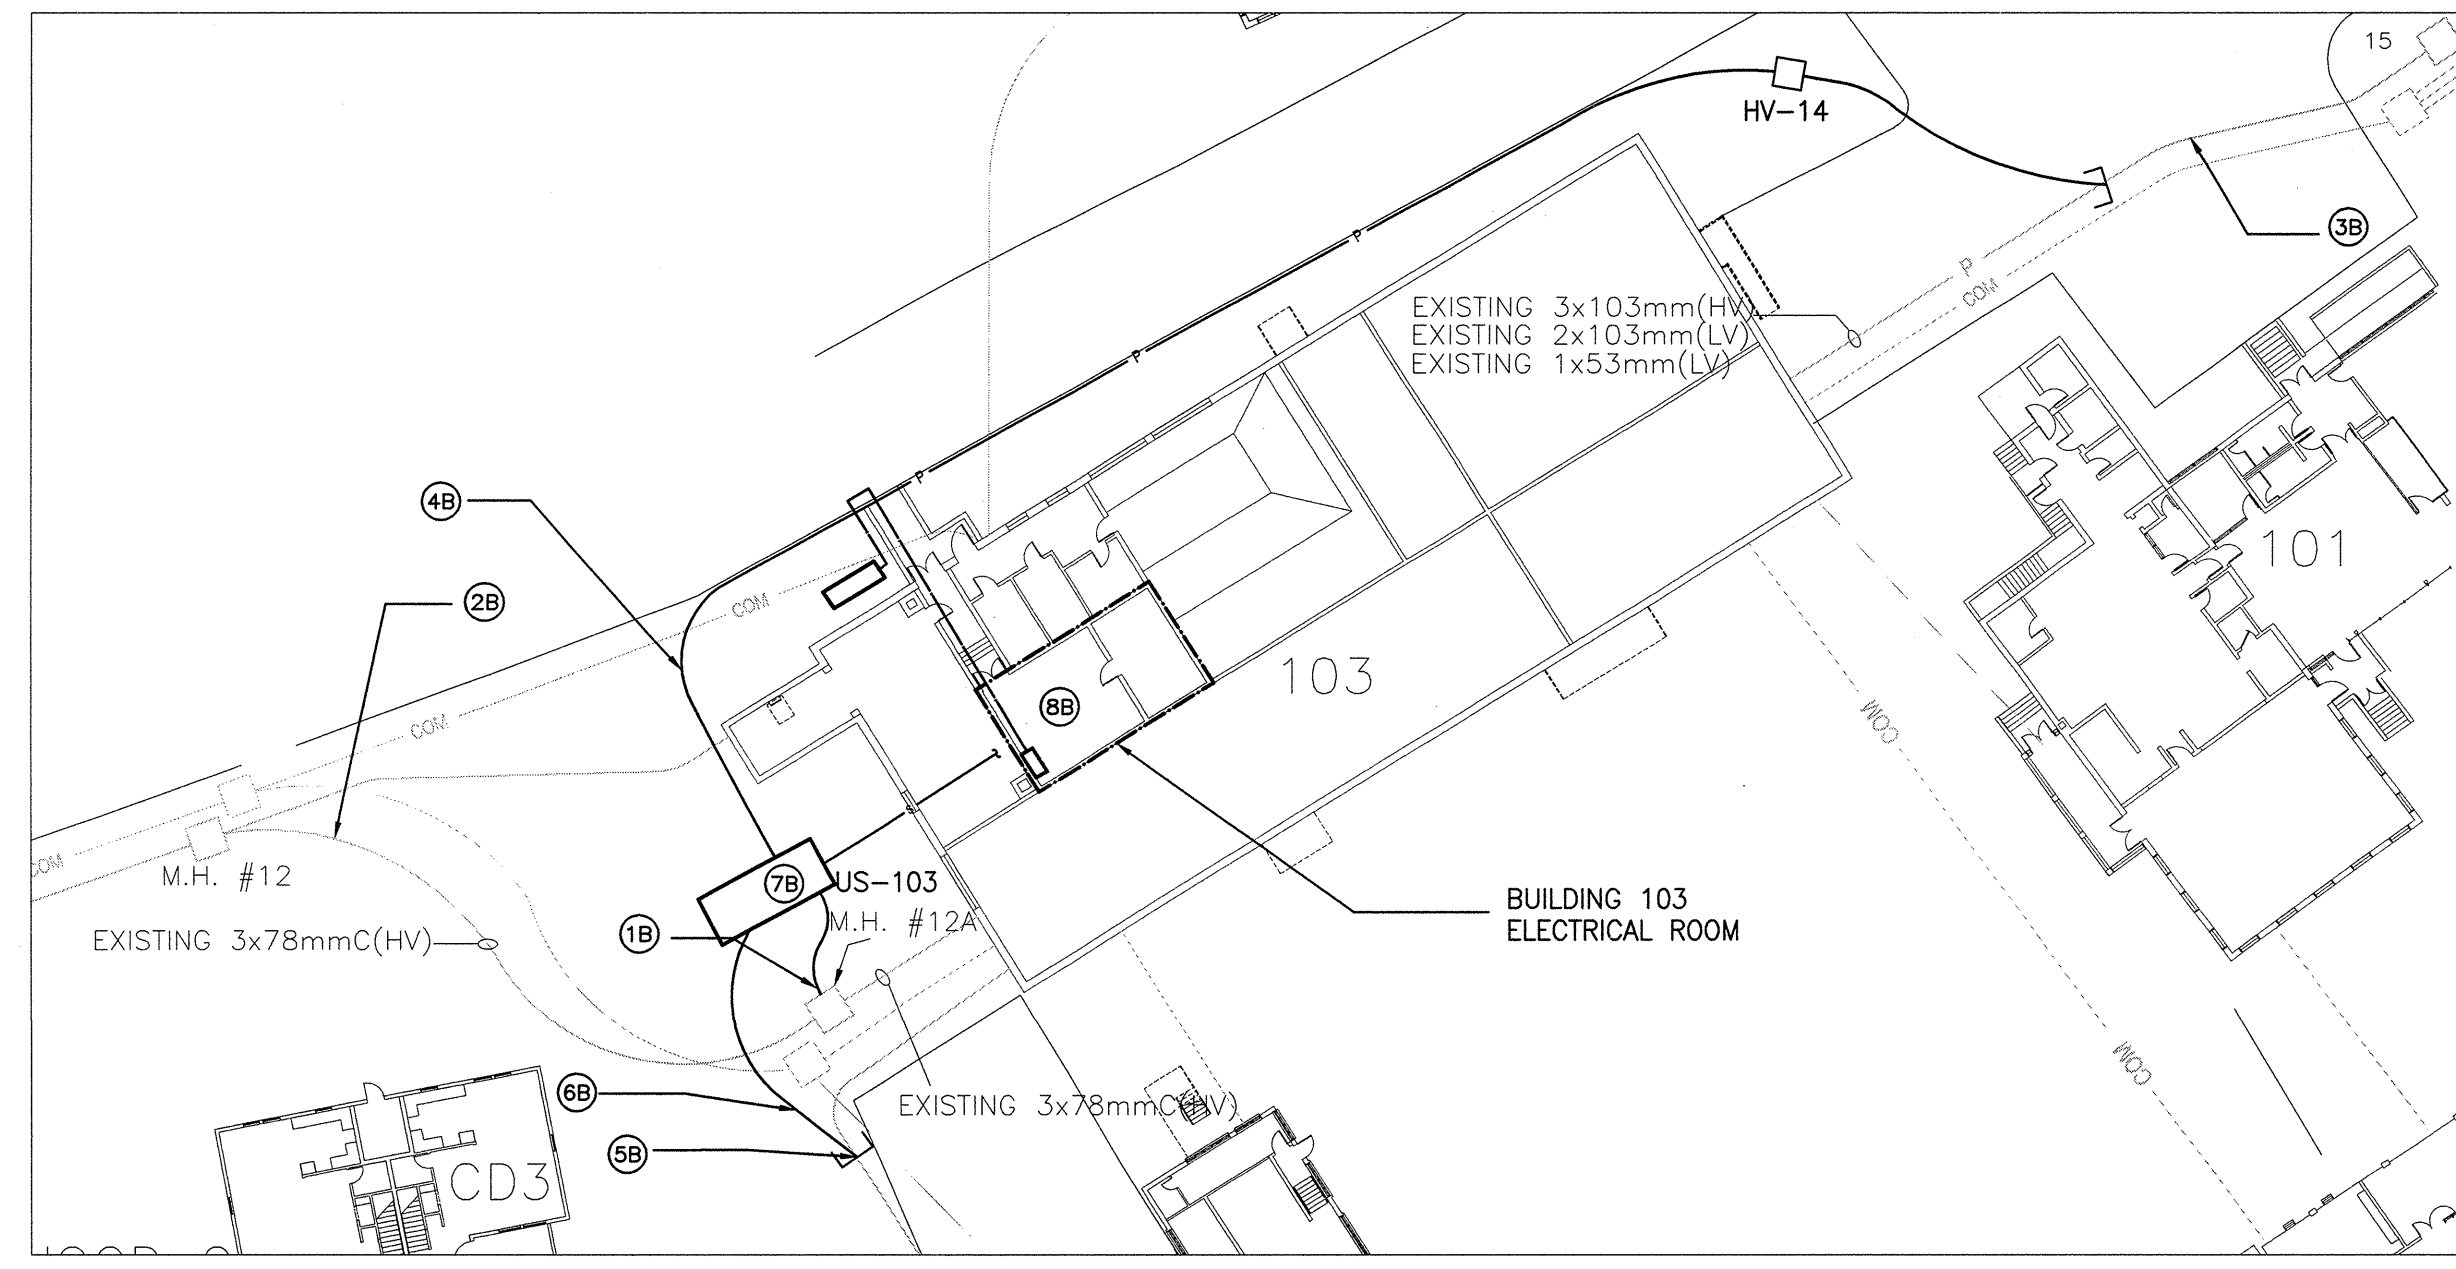 15
HV-14
3B
P
COM
EXISTING 3x103mm(HV)
EXISTING 2x103mm(LV)
EXISTING 1x53mm(LV)
P
P
P
4B
2B
COM
COM
COM
101
103
8B
COM
COM
M.H. #12
7B
US-103
M.H. #12A
1B
EXISTING 3x78mmC(HV)
BUILDING 103
ELECTRICAL ROOM
6B
EXISTING 3x78mmC(HV)
5B
CD3